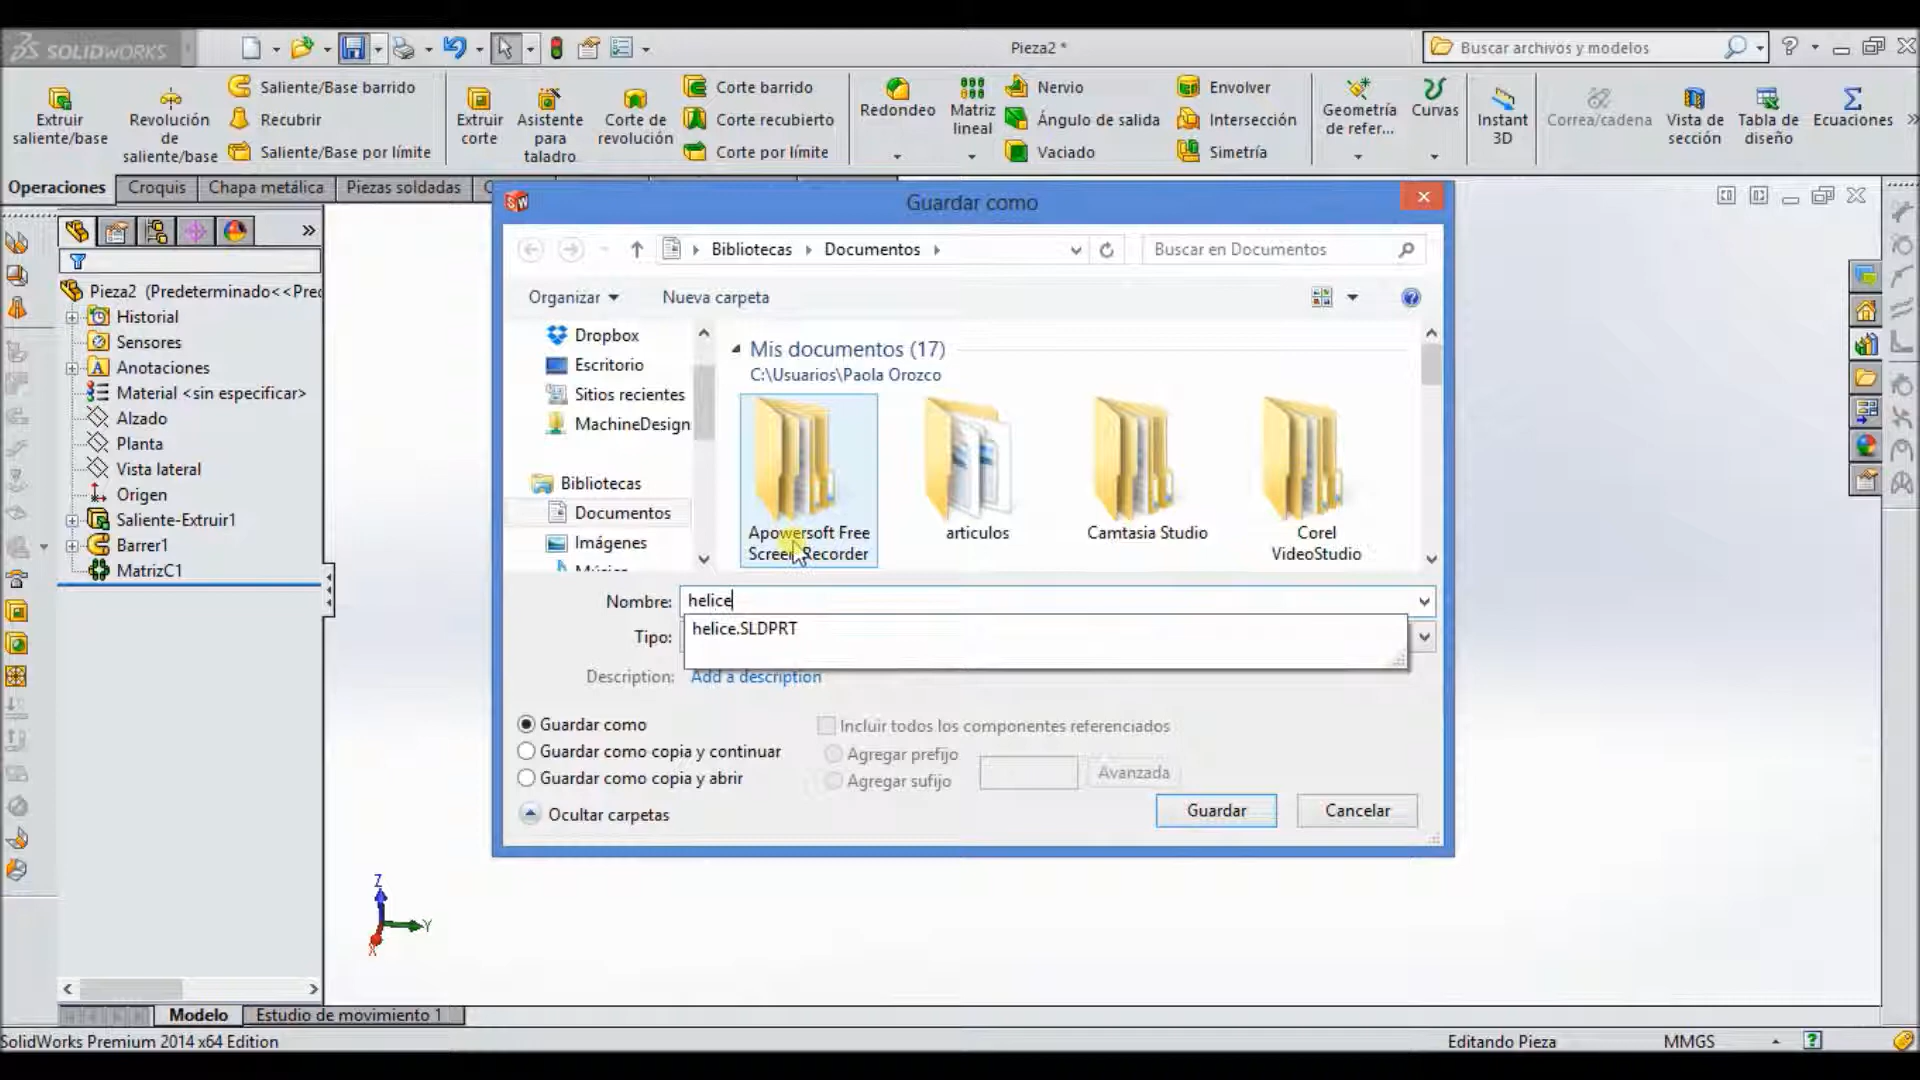 SOLIDWORKS
Pieza2 *
Buscar archivos y modelos
Extruir saliente/base
Revolución de saliente/base
Saliente/Base barrido
Recubrir
Saliente/Base por límite
Extruir corte
Asistente para taladro
Corte de revolución
Corte barrido
Corte recubierto
Corte por límite
Redondeo
Matriz lineal
Nervio
Ángulo de salida
Vaciado
Envolver
Intersección
Simetría
Geometría de refer...
Curvas
Instant 3D
Correa/cadena
Vista de sección
Tabla de diseño
Ecuaciones
Operaciones
Croquis
Chapa metálica
Piezas soldadas
Pieza2 (Predeterminado<<Pred
Historial
Sensores
Anotaciones
Material <sin especificar>
Alzado
Planta
Vista lateral
Origen
Saliente-Extruir1
Barrer1
MatrizC1
Guardar como
Bibliotecas
Documentos
Buscar en Documentos
Organizar
Nueva carpeta
Dropbox
Escritorio
Sitios recientes
MachineDesign
Bibliotecas
Documentos
Imágenes
Mis documentos (17)
C:\Usuarios\Paola Orozco
Apowersoft Free Screen Recorder
articulos
Camtasia Studio
Corel VideoStudio
Nombre: helice
helice.SLDPRT
Tipo:
Description: Add a description
Guardar como
Guardar como copia y continuar
Guardar como copia y abrir
Incluir todos los componentes referenciados
Agregar prefijo
Agregar sufijo
Avanzada
Ocultar carpetas
Guardar
Cancelar
Z
Y
X
Modelo
Estudio de movimiento 1
SolidWorks Premium 2014 x64 Edition
Editando Pieza
MMGS